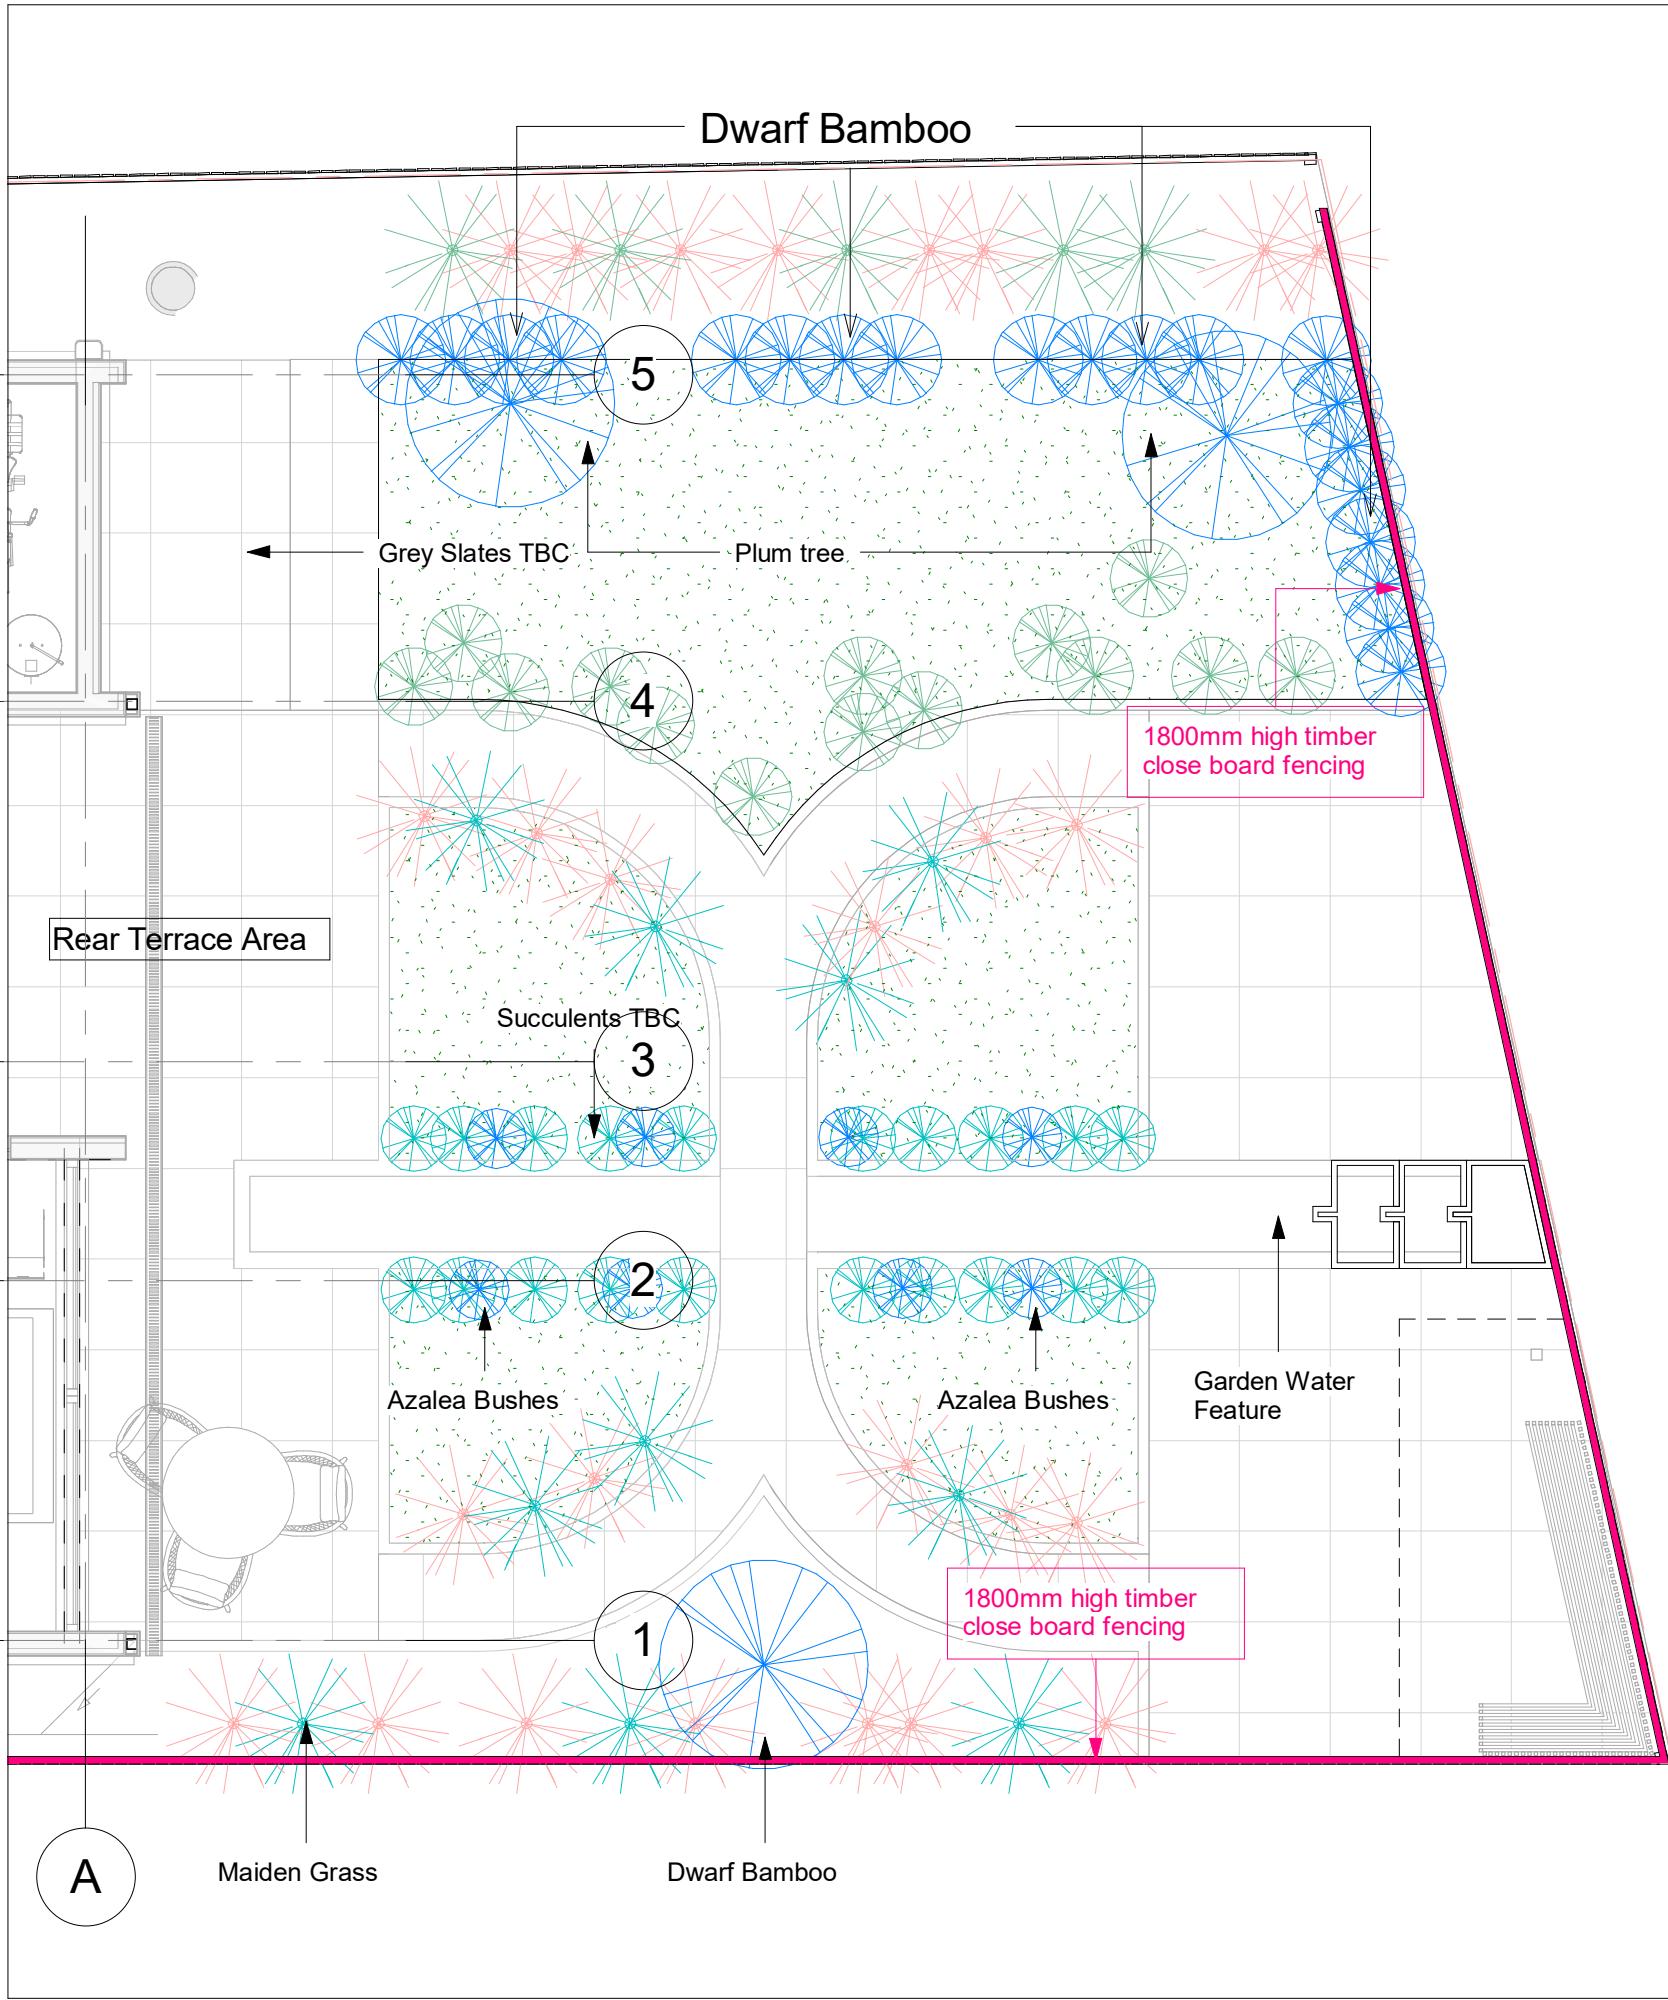 Dwarf Bamboo
5
Grey Slates TBC
Plum tree
4
1800mm high timber
close board fencing
Rear Terrace Area
Succulents TBC
3
2
Azalea Bushes
Azalea Bushes
Garden Water
Feature
1800mm high timber
close board fencing
1
A
Maiden Grass
Dwarf Bamboo